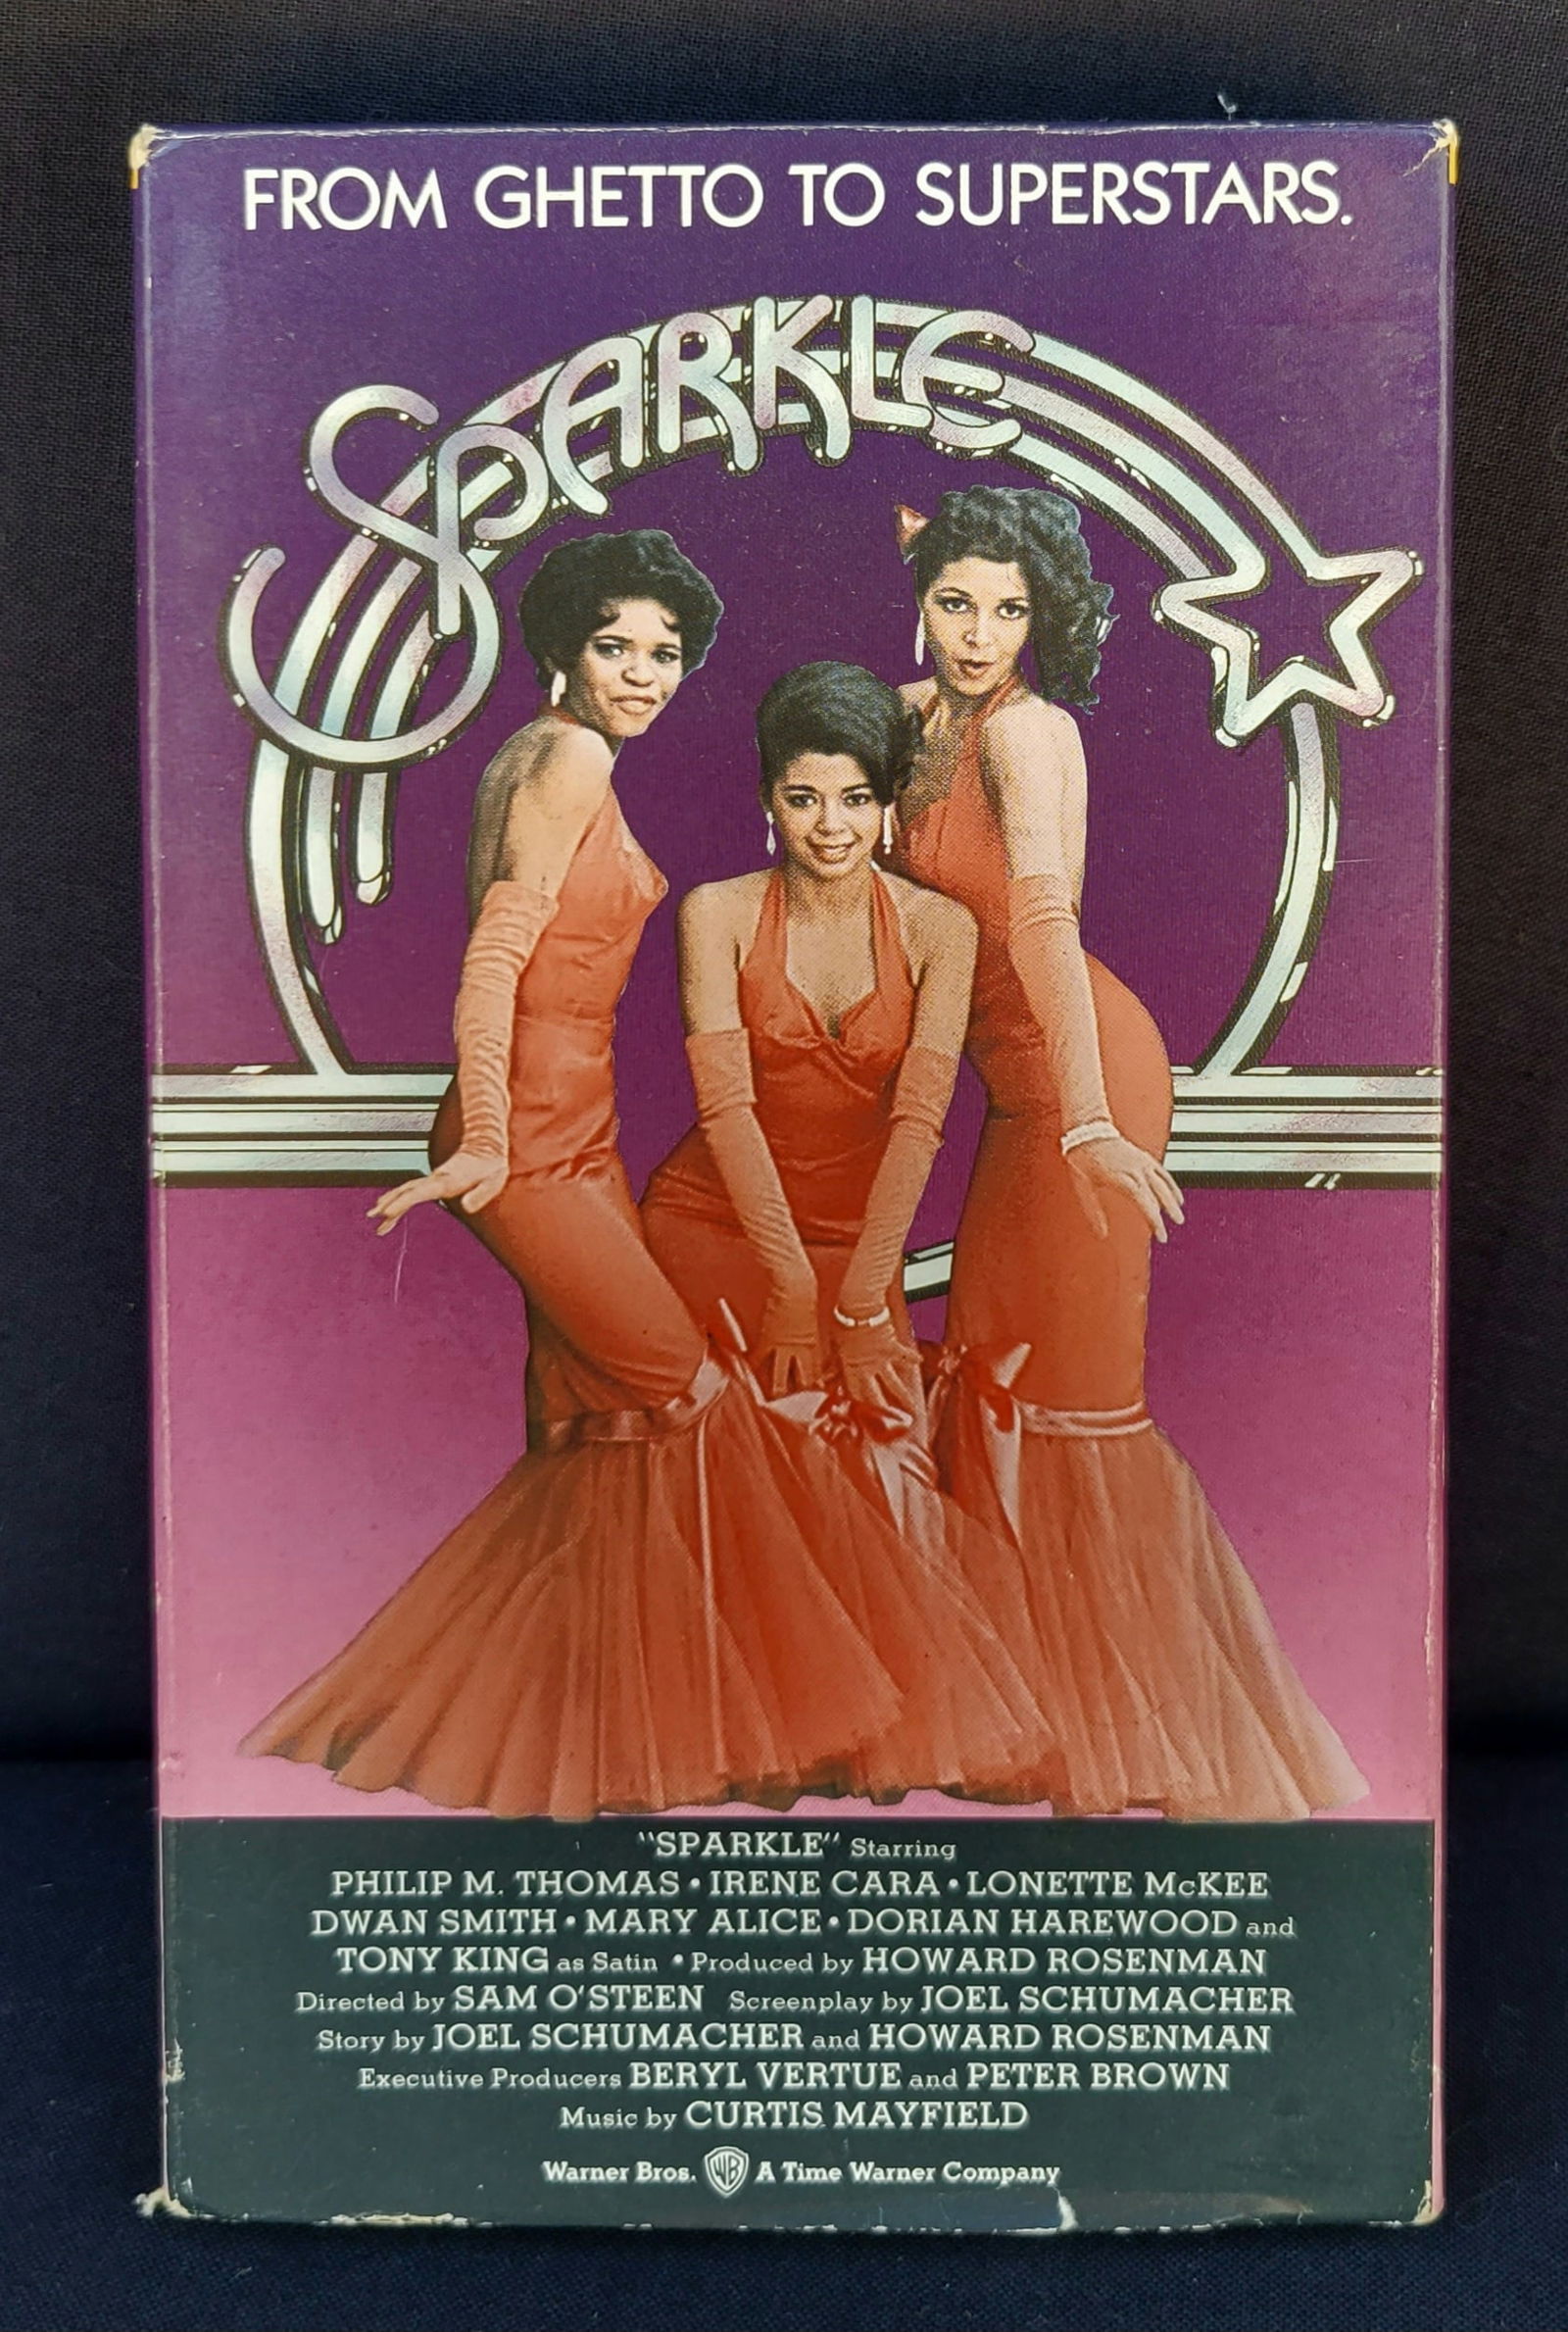 FROM GHETTO TO SUPERSTARS.
SPARKLE
"SPARKLE" Starring
PHILIP M. THOMAS • IRENE CARA • LONETTE McKEE
DWAN SMITH • MARY ALICE • DORIAN HAREWOOD and
TONY KING as Satin • Produced by HOWARD ROSENMAN
Directed by SAM O'STEEN Screenplay by JOEL SCHUMACHER
Story by JOEL SCHUMACHER and HOWARD ROSENMAN
Executive Producers BERYL VERTUE and PETER BROWN
Music by CURTIS MAYFIELD
Warner Bros. WB A Time Warner Company